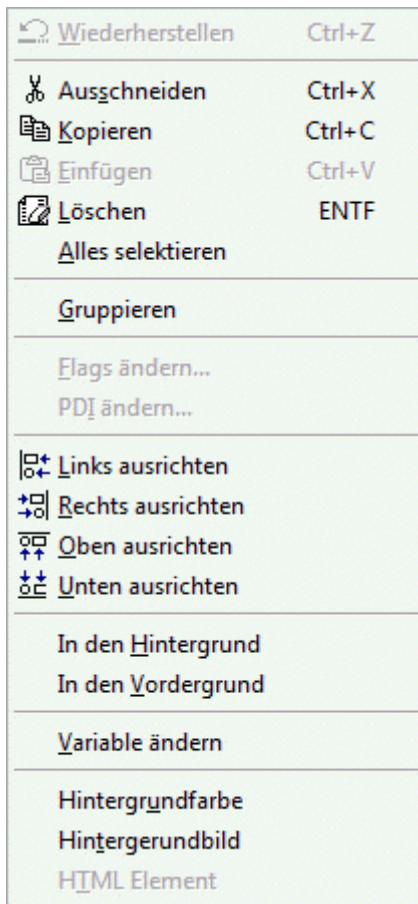 Wiederherstellen Ctrl+Z
Ausschneiden Ctrl+X
Kopieren Ctrl+C
Einfügen Ctrl+V
Löschen ENTF
Alles selektieren
Gruppieren
Flags ändern...
PDI ändern...
Links ausrichten
Rechts ausrichten
Oben ausrichten
Unten ausrichten
In den Hintergrund
In den Vordergrund
Variable ändern
Hintergrundfarbe
Hintergerundbild
HTML Element